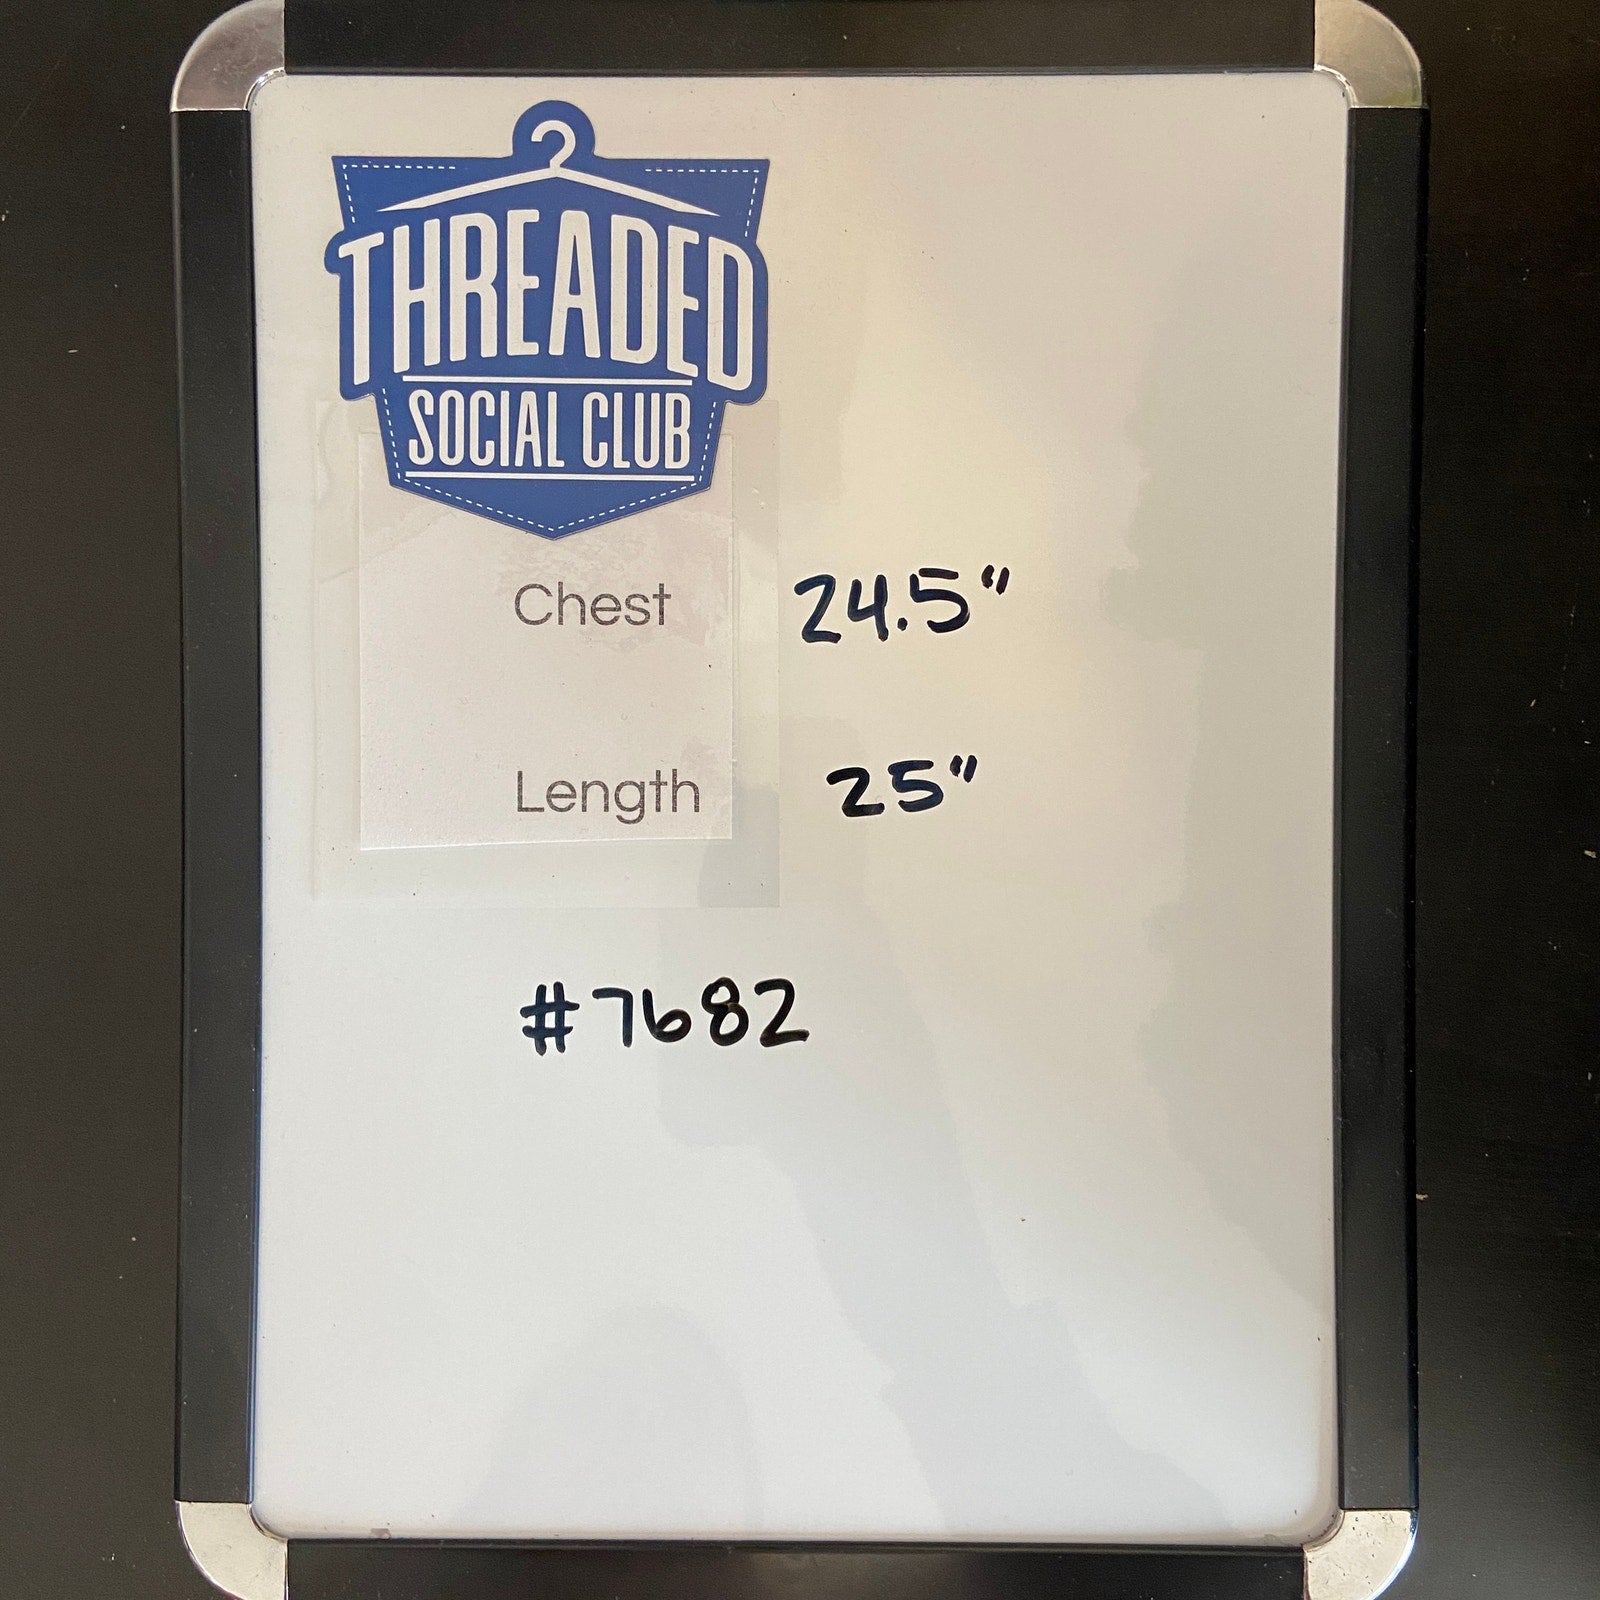 THREADED
SOCIAL CLUB
Chest 24.5"
Length 25"
#7682